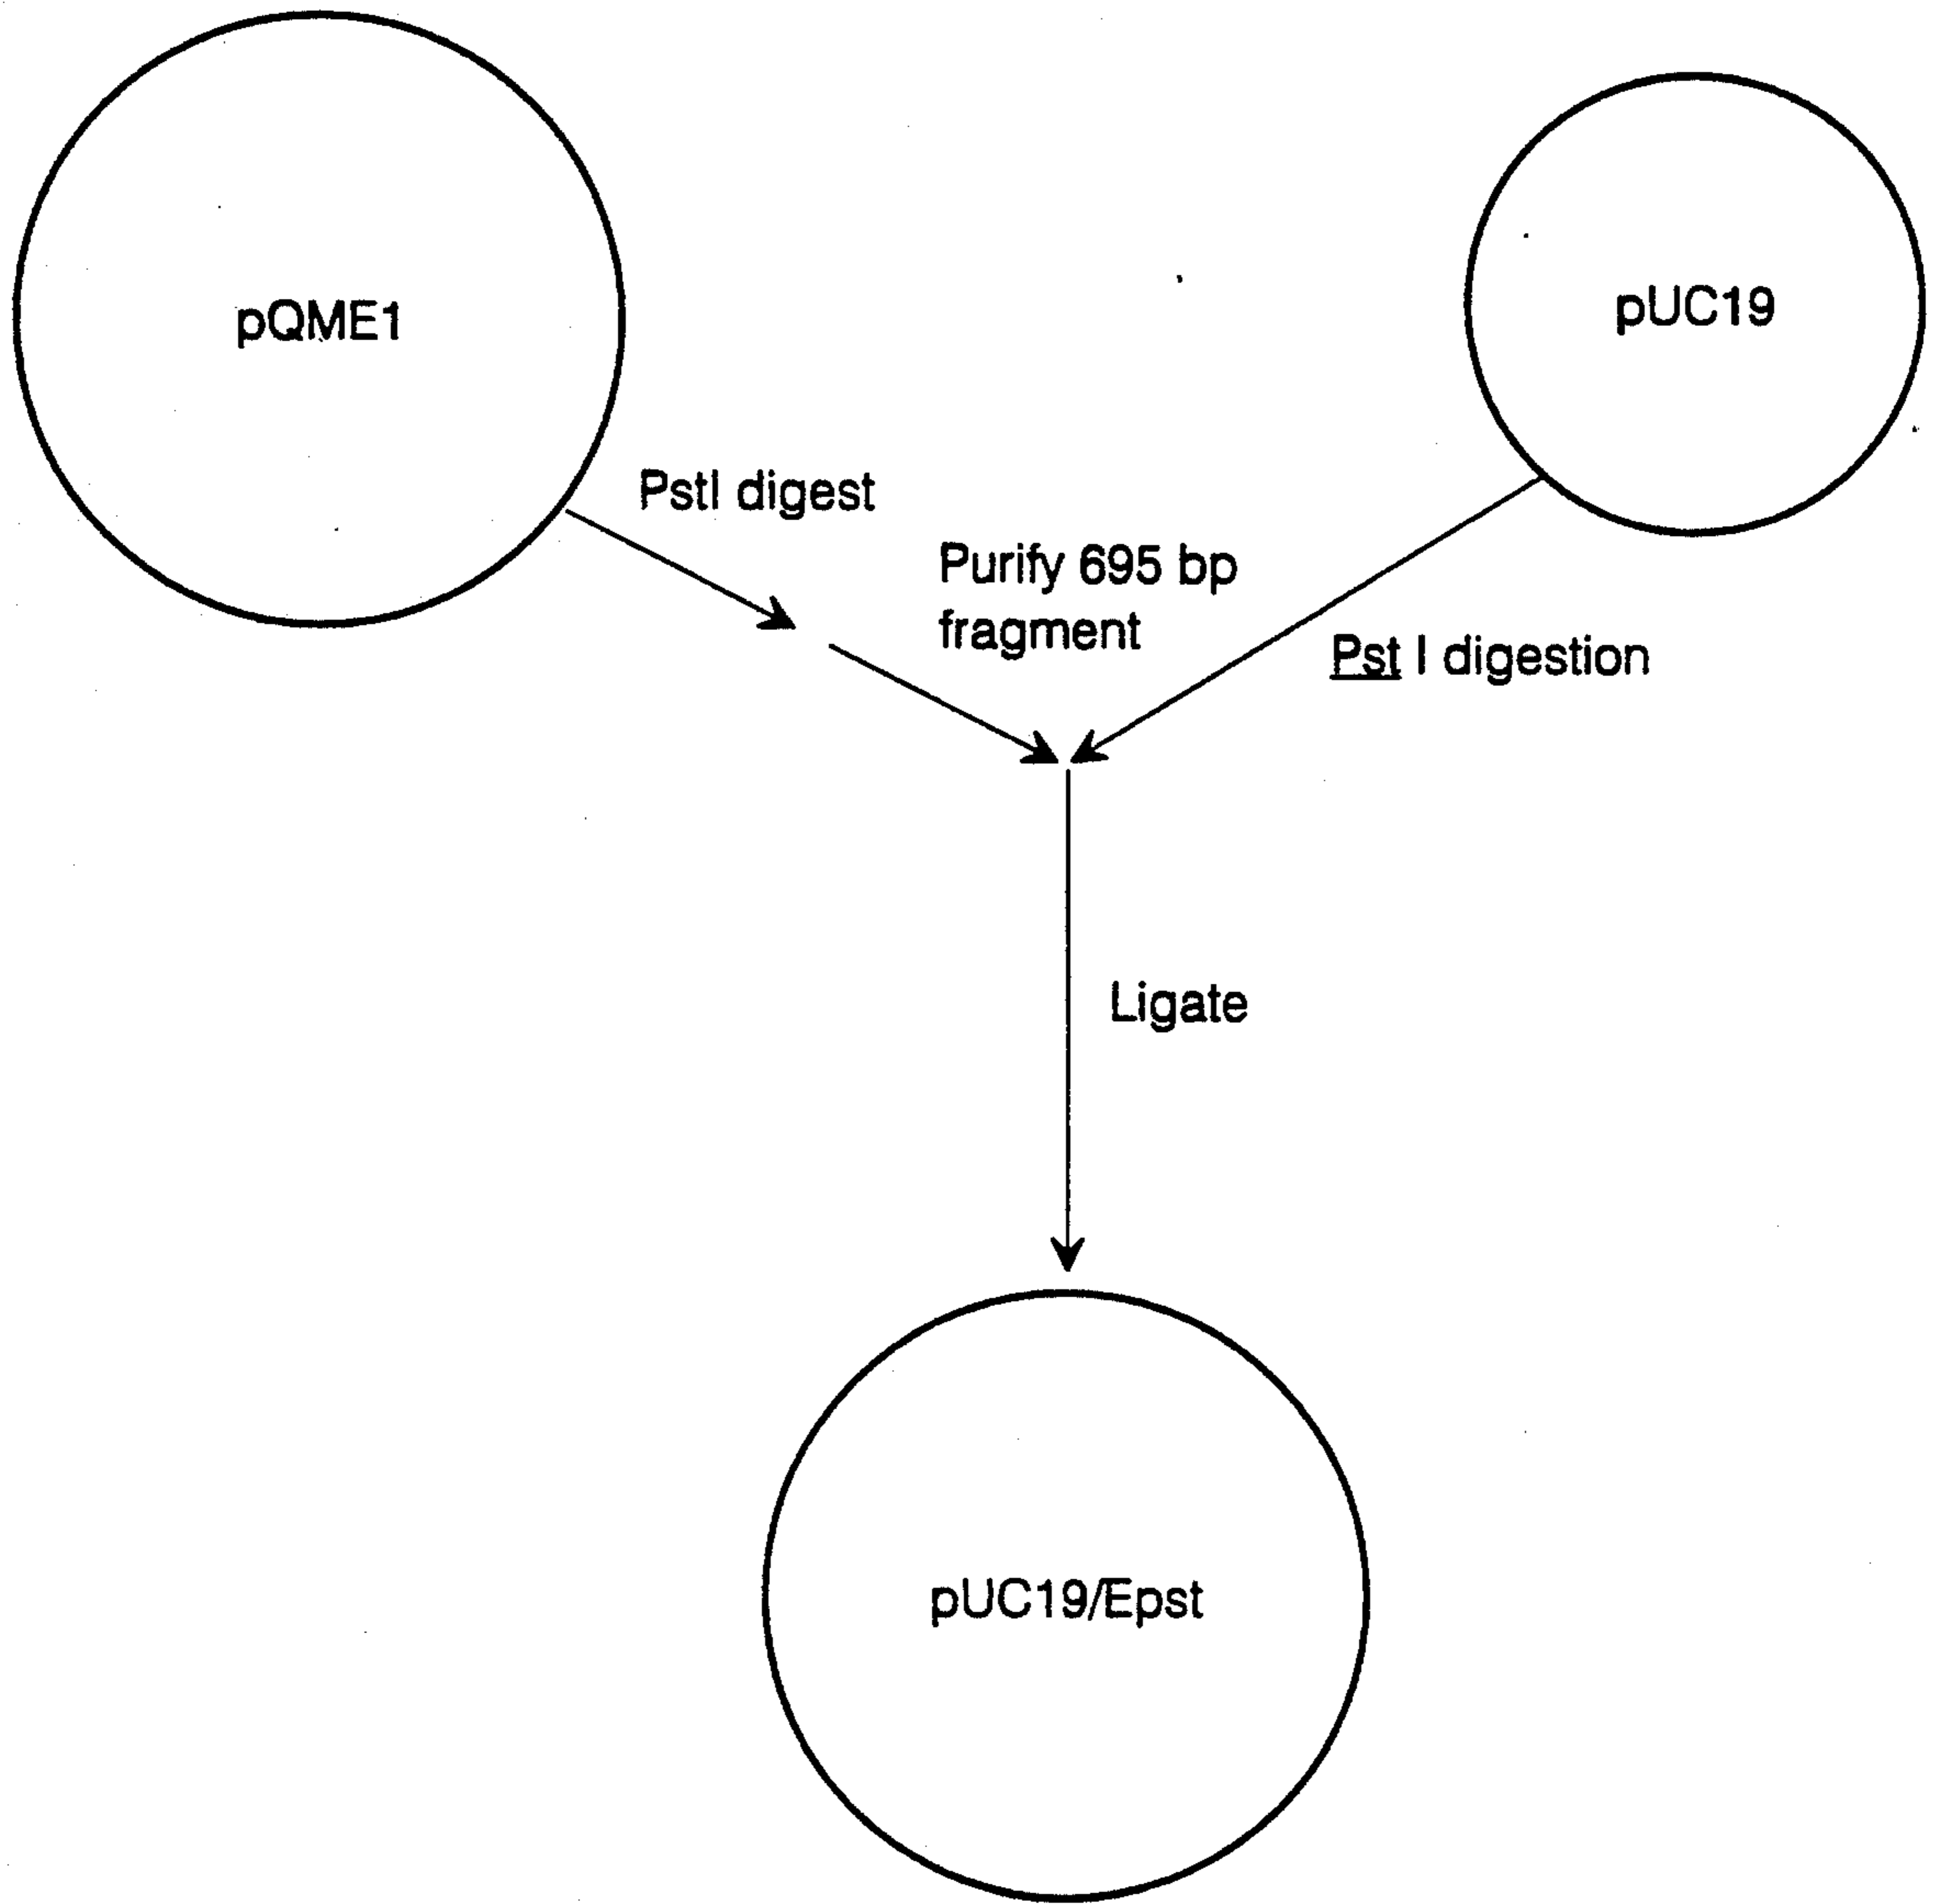 pQME1
pUC19
PstI digest
Purify 695 bp
fragment
Pst I digestion
Ligate
pUC19/Epst